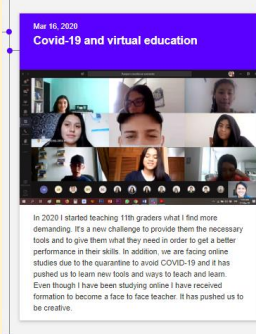 Mar 16, 2020
Covid-19 and virtual education
In 2020 I started teaching 11th graders what I find more
demanding. It's a new challenge to provide them the necessary
tools and to give them what they need in order to get a better
performance in their skills. In addition, we are facing online
studies due to the quarantine to avoid COVID-19 and it has
pushed us to learn new tools and ways to teach and learn.
Even though I have been studying online I have received
formation to become a face to face teacher. It has pushed us to
be creative.